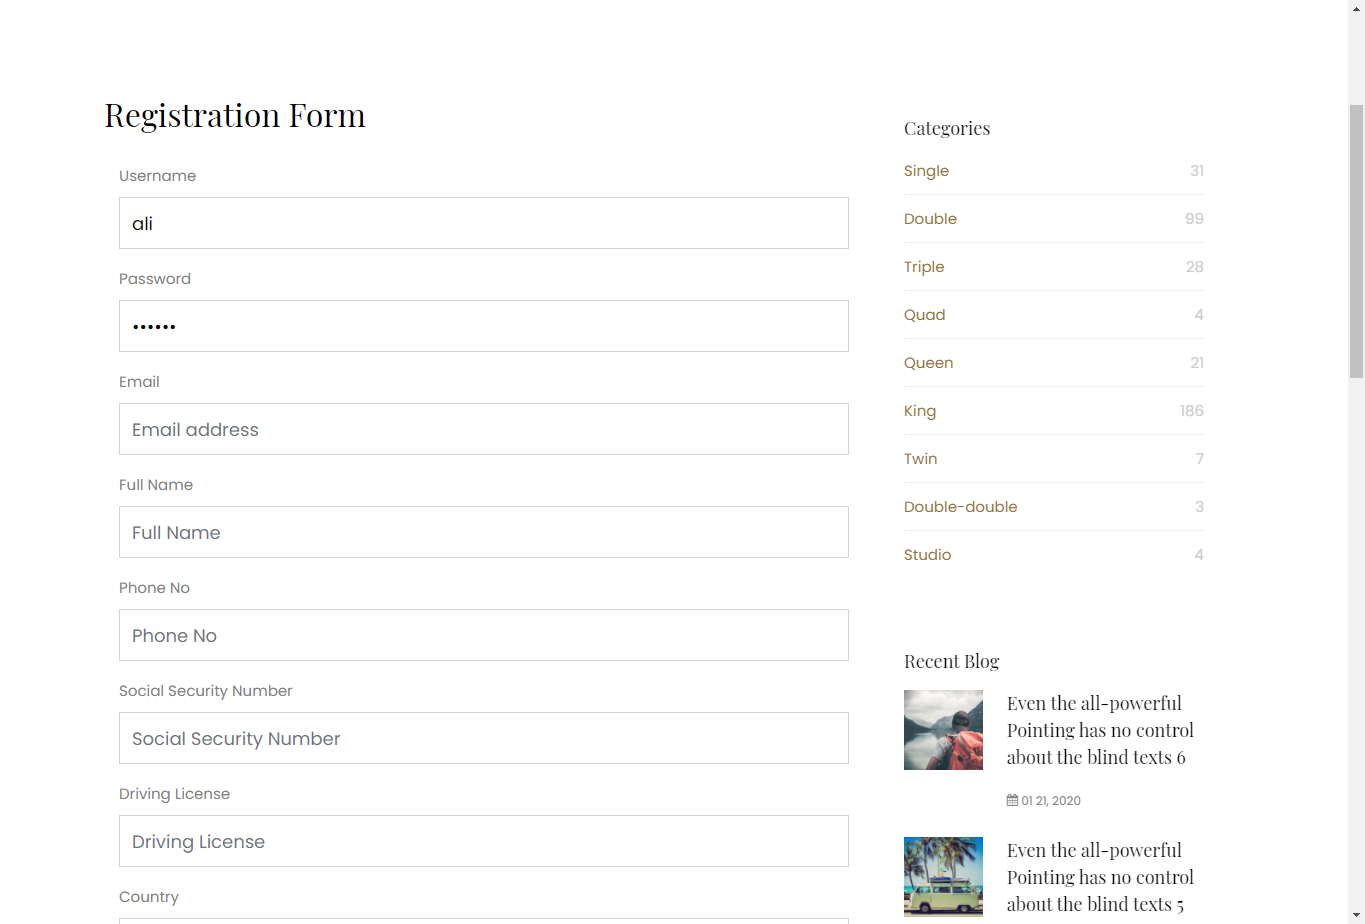 Registration Form
Username
ali
Password
••••••
Email
Email address
Full Name
Full Name
Phone No
Phone No
Social Security Number
Social Security Number
Driving License
Driving License
Country
Categories
Single 31
Double 99
Triple 28
Quad 4
Queen 21
King 186
Twin 7
Double-double 3
Studio 4
Recent Blog
Even the all-powerful
Pointing has no control
about the blind texts 6
01 21, 2020
Even the all-powerful
Pointing has no control
about the blind texts 5